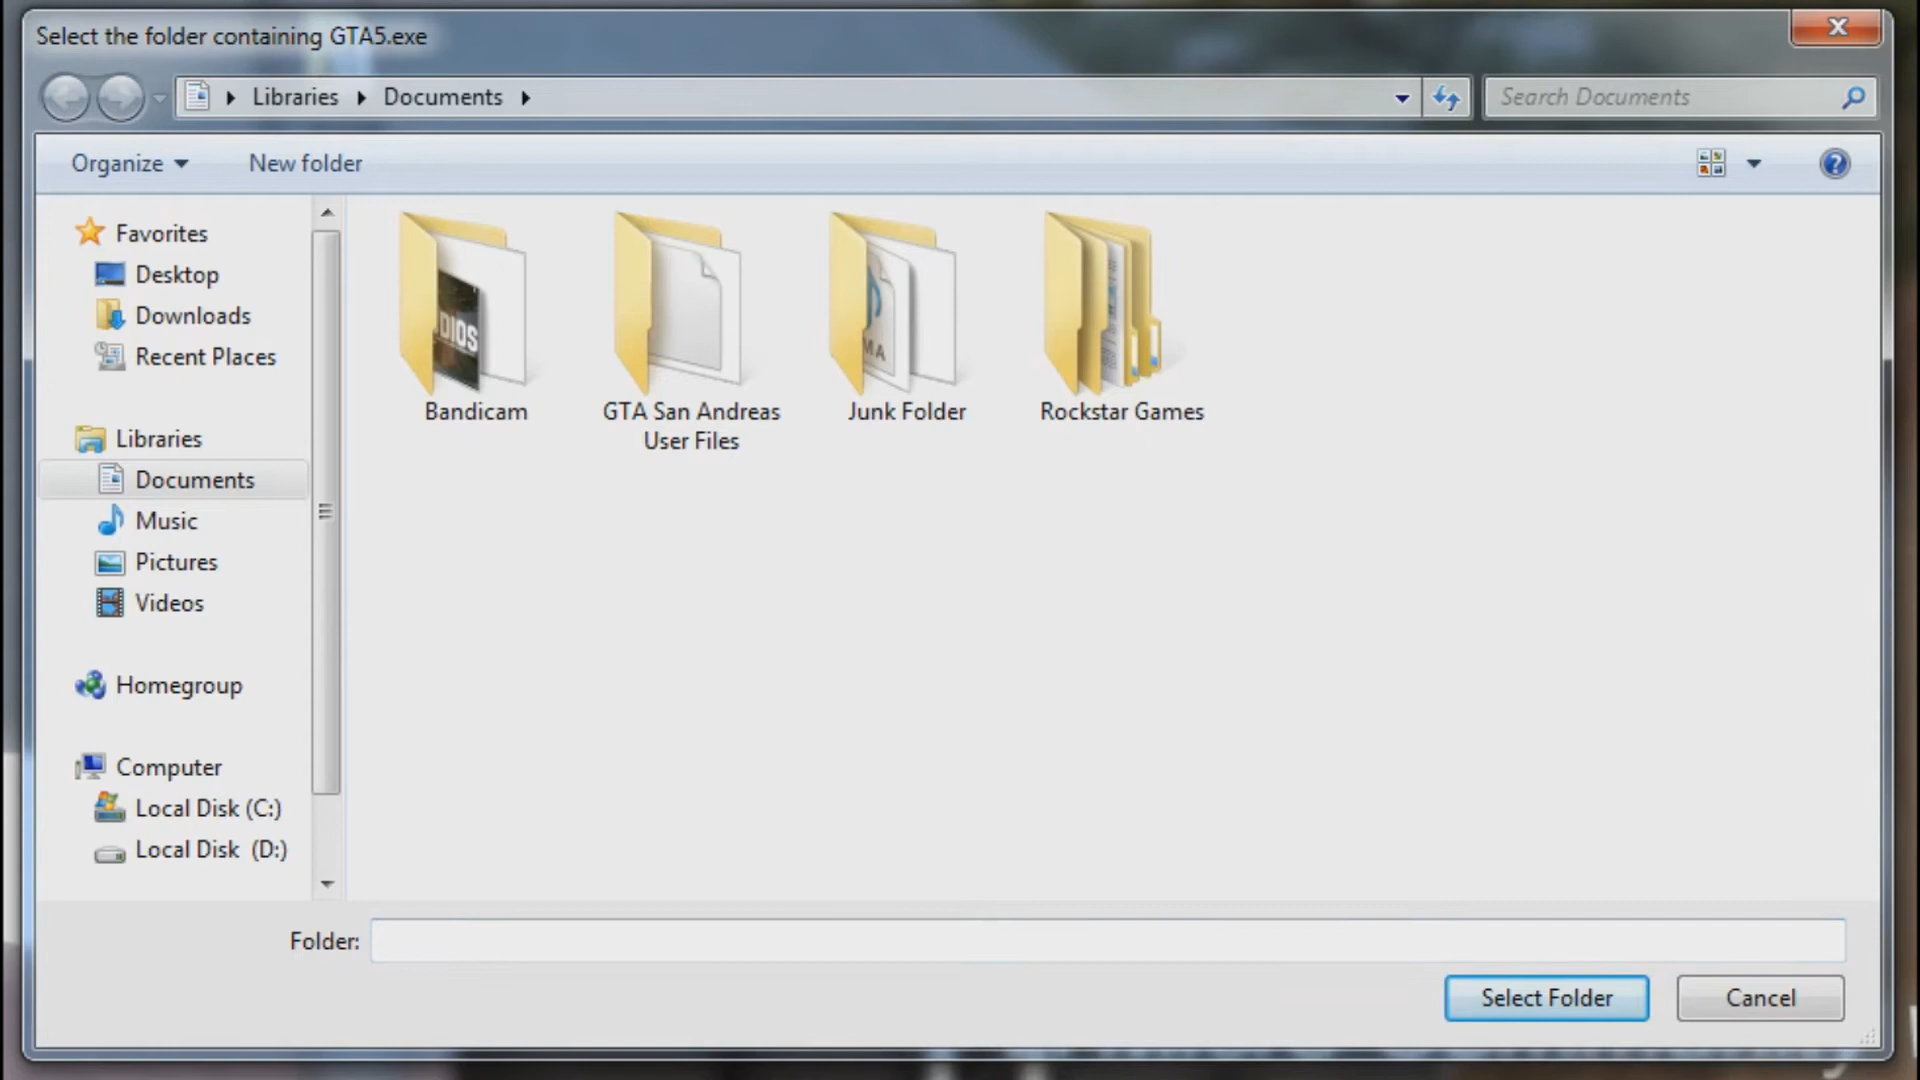 Select the folder containing GTA5.exe
Libraries
Documents
Search Documents
Organize
New folder
Favorites
Desktop
Downloads
Recent Places
Libraries
Documents
Music
Pictures
Videos
Homegroup
Computer
Local Disk (C:)
Local Disk (D:)
Bandicam
GTA San Andreas
User Files
Junk Folder
Rockstar Games
Folder:
Select Folder
Cancel